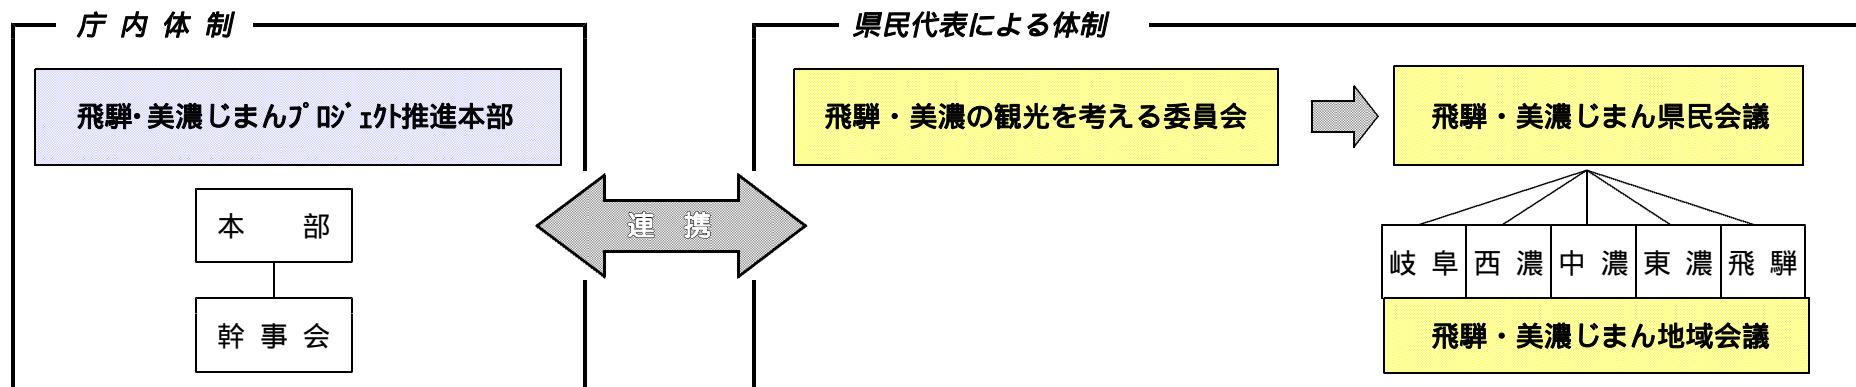 庁内体制
県民代表による体制
飛騨・美濃じまんﾌﾟﾛｼﾞｪｸﾄ推進本部
飛騨・美濃の観光を考える委員会
飛騨・美濃じまん県民会議
本部
連携
幹事会
岐阜 西濃 中濃 東濃 飛騨
飛騨・美濃じまん地域会議